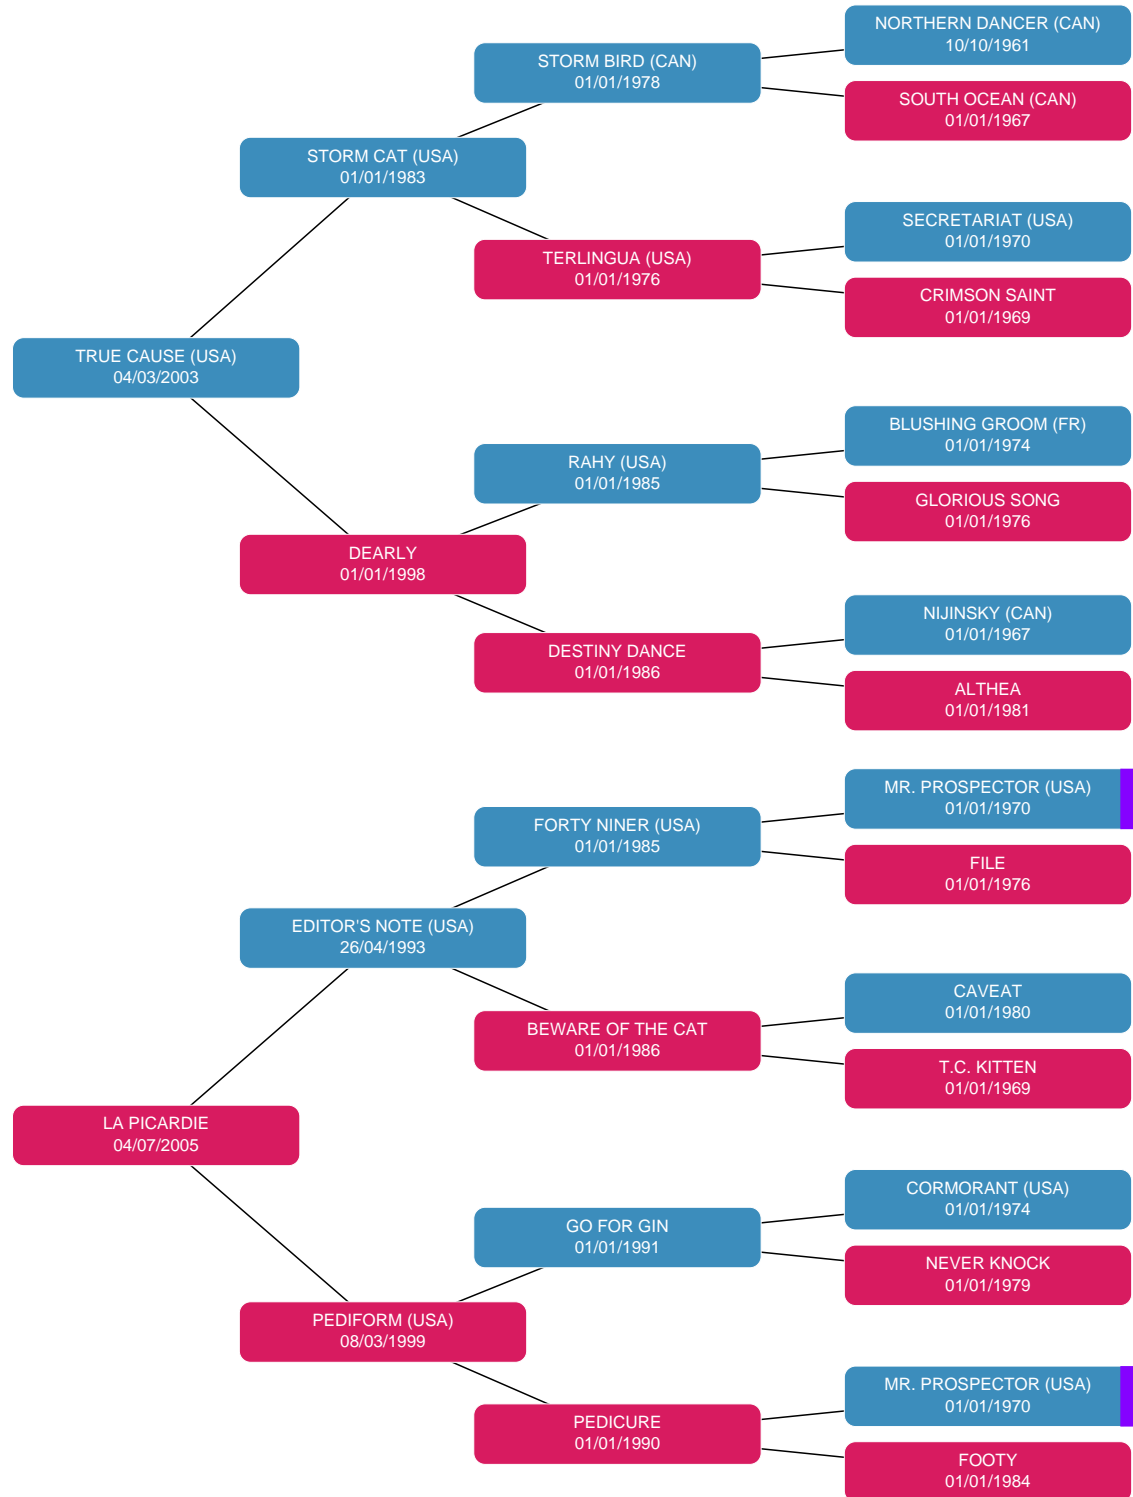 NORTHERN DANCER (CAN)
10/10/1961
STORM BIRD (CAN)
01/01/1978
SOUTH OCEAN (CAN)
01/01/1967
STORM CAT (USA)
01/01/1983
SECRETARIAT (USA)
01/01/1970
TERLINGUA (USA)
01/01/1976
CRIMSON SAINT
01/01/1969
TRUE CAUSE (USA)
04/03/2003
BLUSHING GROOM (FR)
01/01/1974
RAHY (USA)
01/01/1985
GLORIOUS SONG
01/01/1976
DEARLY
01/01/1998
NIJINSKY (CAN)
01/01/1967
DESTINY DANCE
01/01/1986
ALTHEA
01/01/1981
MR. PROSPECTOR (USA)
01/01/1970
FORTY NINER (USA)
01/01/1985
FILE
01/01/1976
EDITOR'S NOTE (USA)
26/04/1993
CAVEAT
01/01/1980
BEWARE OF THE CAT
01/01/1986
T.C. KITTEN
01/01/1969
LA PICARDIE
04/07/2005
CORMORANT (USA)
01/01/1974
GO FOR GIN
01/01/1991
NEVER KNOCK
01/01/1979
PEDIFORM (USA)
08/03/1999
MR. PROSPECTOR (USA)
01/01/1970
PEDICURE
01/01/1990
FOOTY
01/01/1984